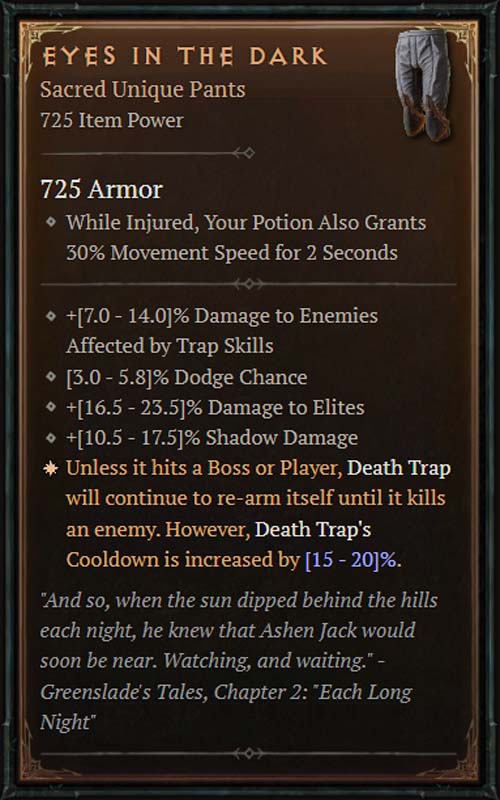 EYES IN THE DARK
Sacred Unique Pants
725 Item Power
725 Armor
While Injured, Your Potion Also Grants
30% Movement Speed for 2 Seconds
+[7.0 - 14.0]% Damage to Enemies
Affected by Trap Skills
[3.0 - 5.8]% Dodge Chance
+[16.5 - 23.5]% Damage to Elites
+[10.5 - 17.5]% Shadow Damage
Unless it hits a Boss or Player, Death Trap
will continue to re-arm itself until it kills
an enemy. However, Death Trap's
Cooldown is increased by [15 - 20]%.
"And so, when the sun dipped behind the hills
each night, he knew that Ashen Jack would
soon be near. Watching, and waiting." -
Greenslade's Tales, Chapter 2: "Each Long
Night"